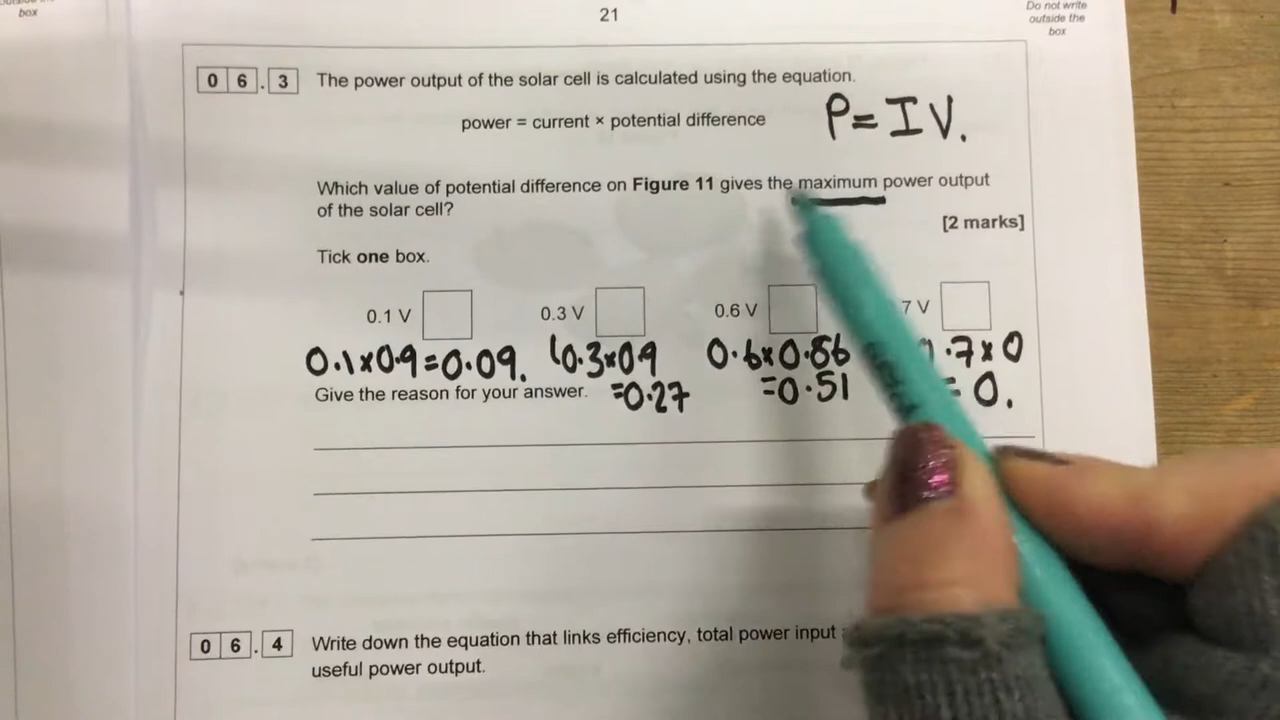 box
21
Do not write
outside the
box
0 6 . 3 The power output of the solar cell is calculated using the equation.
power = current × potential difference
P = I V.
Which value of potential difference on Figure 11 gives the maximum power output
of the solar cell?
[2 marks]
Tick one box.
0.1 V 0.3 V 0.6 V 7 V
0.1×0.9=0.09. 0.3×0.9 0.6×0.86 .7×0
=0.27 =0.51 = 0.
Give the reason for your answer.
0 6 . 4 Write down the equation that links efficiency, total power input
useful power output.